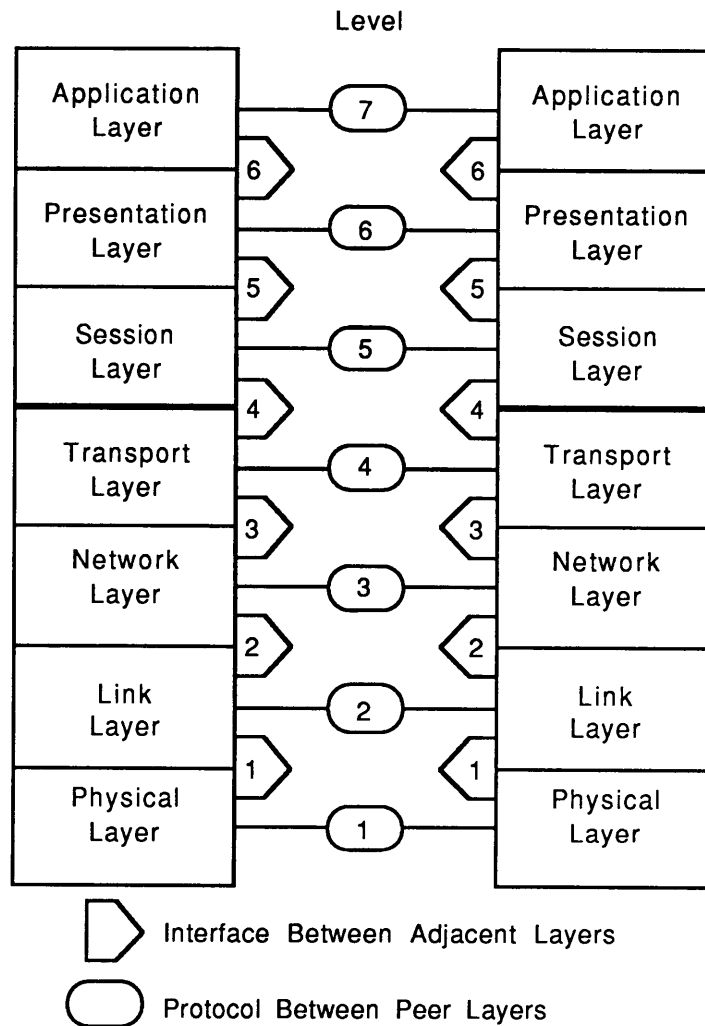 Level
Application
Layer
7
Application
Layer
6
6
Presentation
Layer
6
Presentation
Layer
5
5
Session
Layer
5
Session
Layer
4
4
Transport
Layer
4
Transport
Layer
3
3
Network
Layer
3
Network
Layer
2
2
Link
Layer
2
Link
Layer
1
1
Physical
Layer
1
Physical
Layer
Interface Between Adjacent Layers
Protocol Between Peer Layers